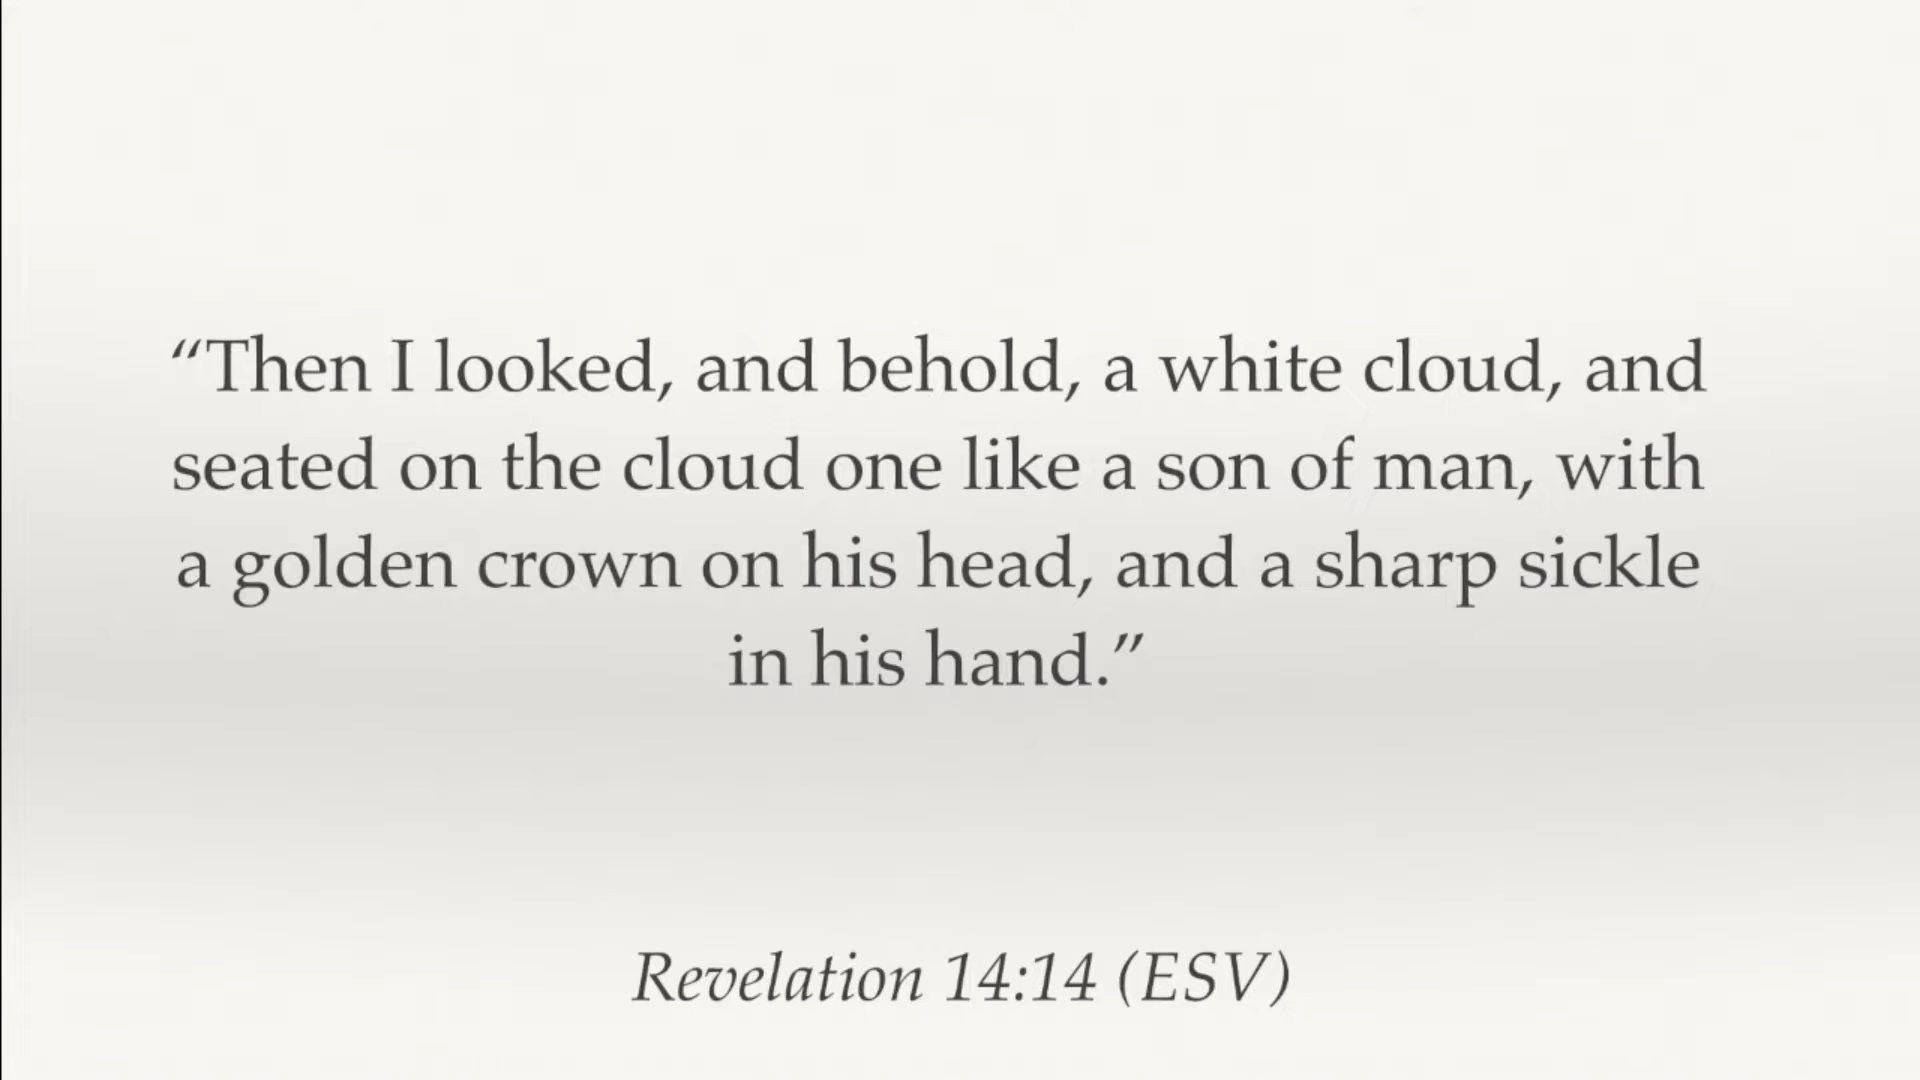 “Then I looked, and behold, a white cloud, and
seated on the cloud one like a son of man, with
a golden crown on his head, and a sharp sickle
in his hand.”
Revelation 14:14 (ESV)